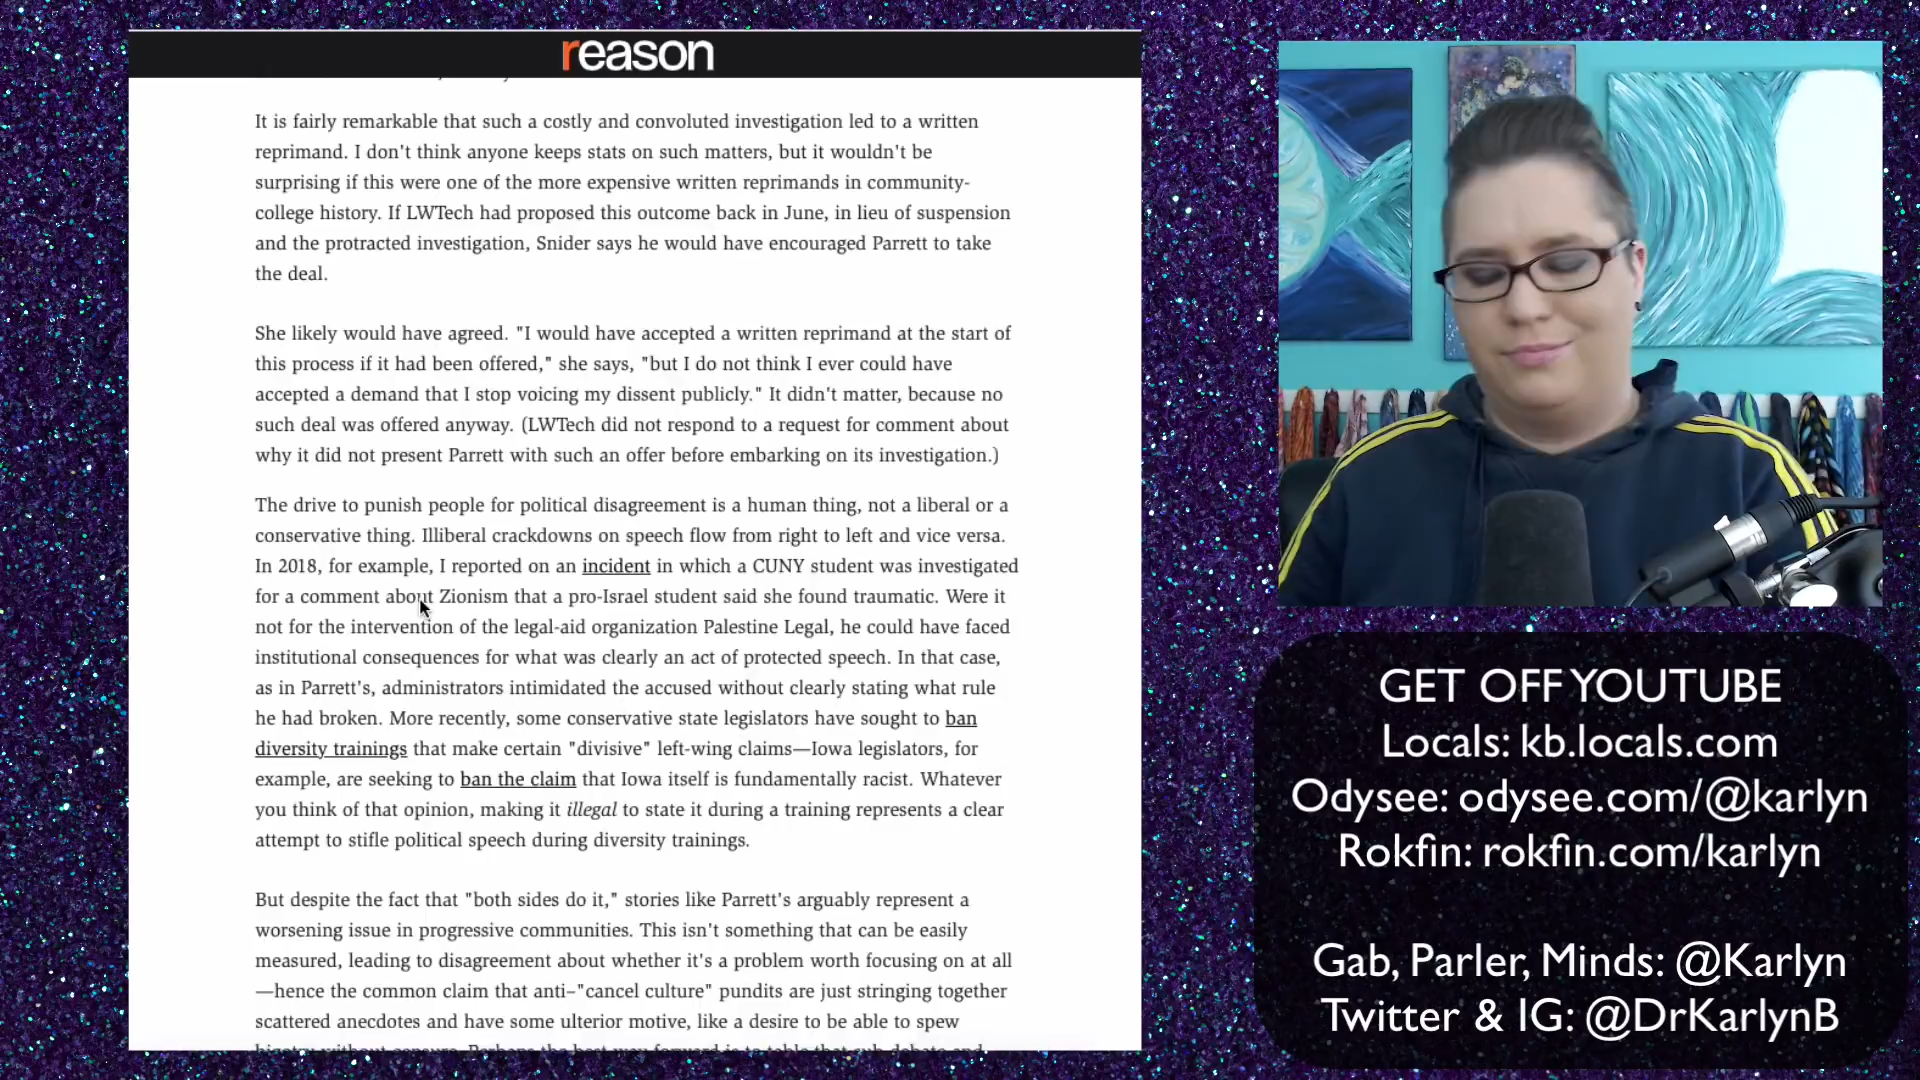 reason
It is fairly remarkable that such a costly and convoluted investigation led to a written
reprimand. I don't think anyone keeps stats on such matters, but it wouldn't be
surprising if this were one of the more expensive written reprimands in community-
college history. If LWTech had proposed this outcome back in June, in lieu of suspension
and the protracted investigation, Snider says he would have encouraged Parrett to take
the deal.
She likely would have agreed. "I would have accepted a written reprimand at the start of
this process if it had been offered," she says, "but I do not think I ever could have
accepted a demand that I stop voicing my dissent publicly." It didn't matter, because no
such deal was offered anyway. (LWTech did not respond to a request for comment about
why it did not present Parrett with such an offer before embarking on its investigation.)
The drive to punish people for political disagreement is a human thing, not a liberal or a
conservative thing. Illiberal crackdowns on speech flow from right to left and vice versa.
In 2018, for example, I reported on an incident in which a CUNY student was investigated
for a comment about Zionism that a pro-Israel student said she found traumatic. Were it
not for the intervention of the legal-aid organization Palestine Legal, he could have faced
institutional consequences for what was clearly an act of protected speech. In that case,
as in Parrett's, administrators intimidated the accused without clearly stating what rule
he had broken. More recently, some conservative state legislators have sought to ban
diversity trainings that make certain "divisive" left-wing claims—Iowa legislators, for
example, are seeking to ban the claim that Iowa itself is fundamentally racist. Whatever
you think of that opinion, making it illegal to state it during a training represents a clear
attempt to stifle political speech during diversity trainings.
But despite the fact that "both sides do it," stories like Parrett's arguably represent a
worsening issue in progressive communities. This isn't something that can be easily
measured, leading to disagreement about whether it's a problem worth focusing on at all
—hence the common claim that anti–"cancel culture" pundits are just stringing together
scattered anecdotes and have some ulterior motive, like a desire to be able to spew
GET OFF YOUTUBE
Locals: kb.locals.com
Odysee: odysee.com/@karlyn
Rokfin: rokfin.com/karlyn
Gab, Parler, Minds: @Karlyn
Twitter & IG: @DrKarlynB